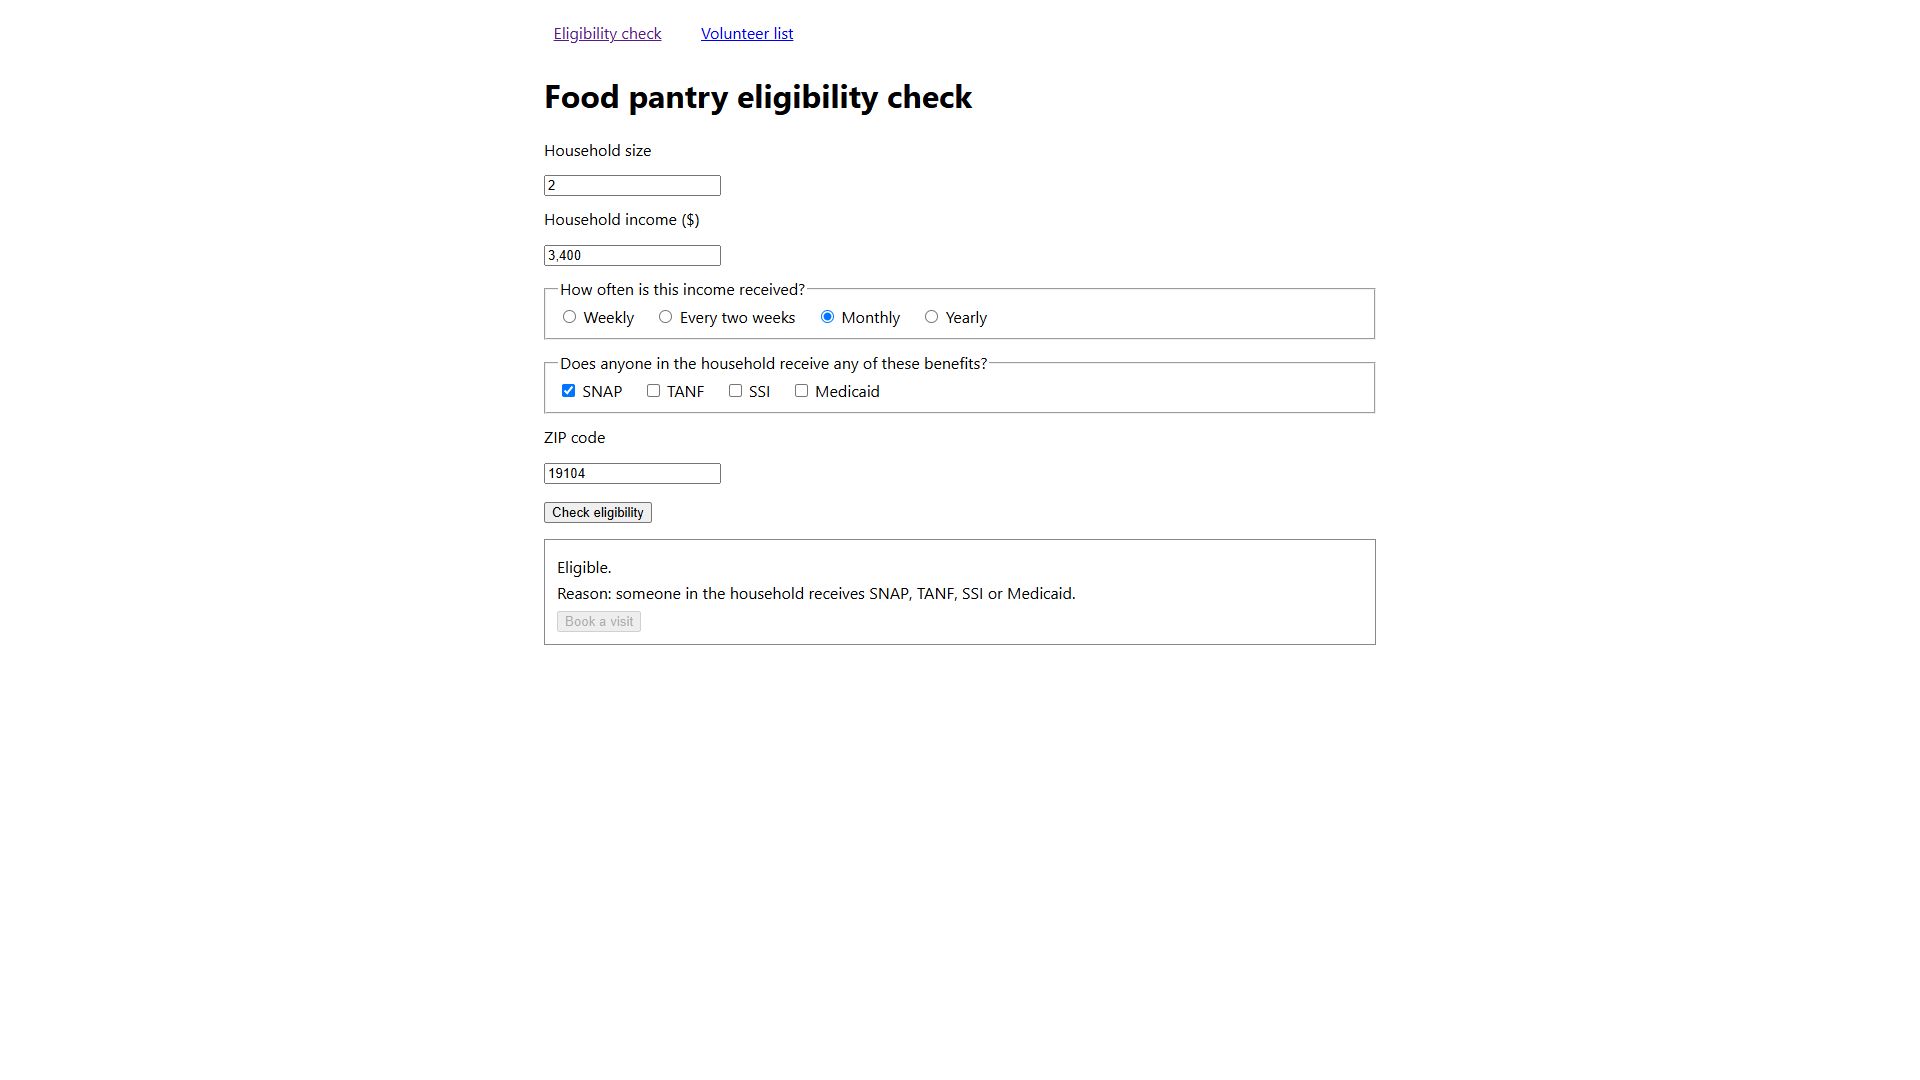 Eligibility check Volunteer list
Food pantry eligibility check
Household size
2
Household income ($)
3,400
How often is this income received?
Weekly Every two weeks Monthly Yearly
Does anyone in the household receive any of these benefits?
SNAP TANF SSI Medicaid
ZIP code
19104
Check eligibility
Eligible.
Reason: someone in the household receives SNAP, TANF, SSI or Medicaid.
Book a visit